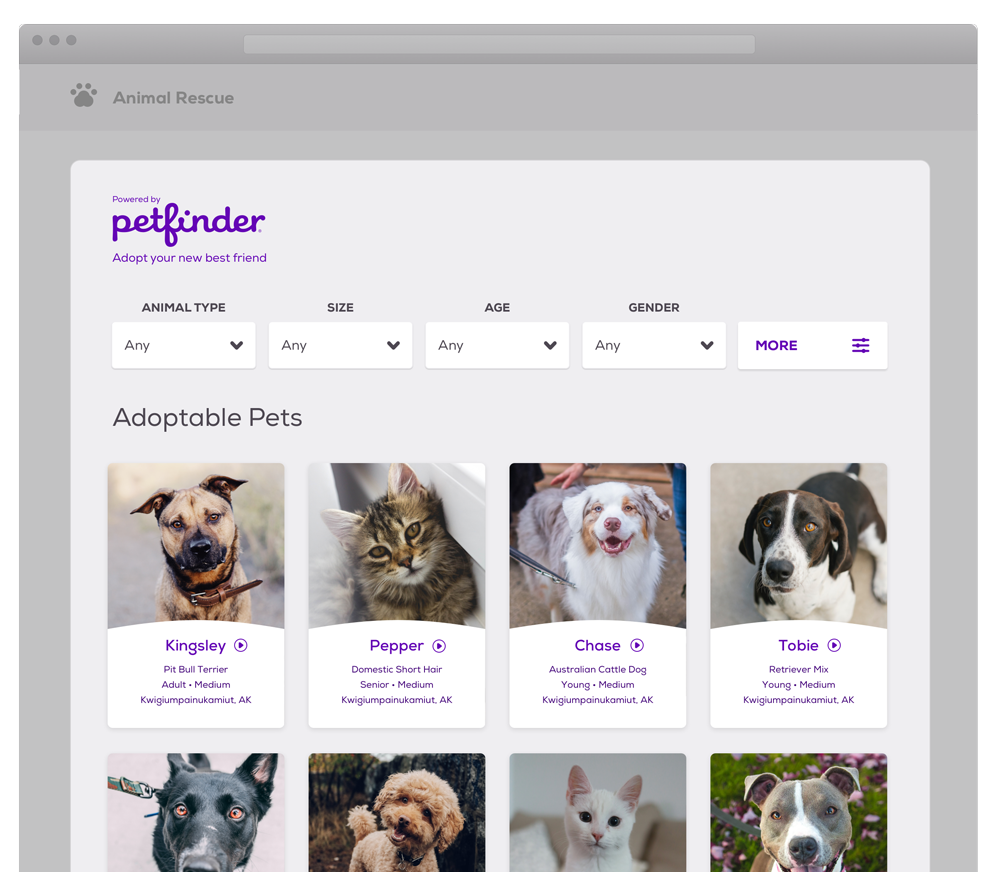 Animal Rescue
Powered by
petfinder
Adopt your new best friend
ANIMAL TYPE SIZE AGE GENDER
Any Any Any Any MORE
Adoptable Pets
Kingsley Pepper Chase Tobie
Pit Bull Terrier Domestic Short Hair Australian Cattle Dog Retriever Mix
Adult • Medium Senior • Medium Young • Medium Young • Medium
Kwigiumpainukamiut, AK Kwigiumpainukamiut, AK Kwigiumpainukamiut, AK Kwigiumpainukamiut, AK